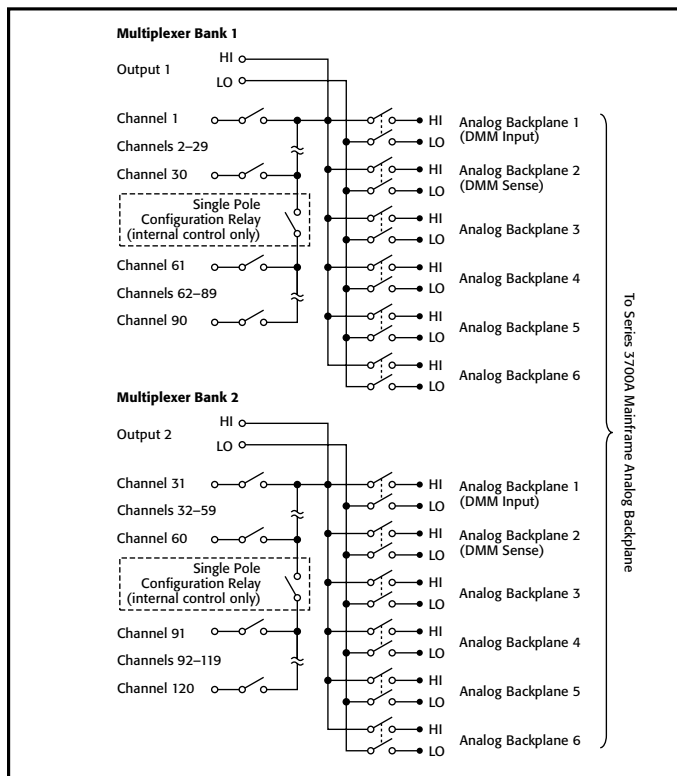 Multiplexer Bank 1
Output 1
HI
LO
Channel 1
Channels 2–29
Channel 30
Single Pole
Configuration Relay
(internal control only)
Channel 61
Channels 62–89
Channel 90
HI
LO
Analog Backplane 1
(DMM Input)
HI
LO
Analog Backplane 2
(DMM Sense)
HI
LO
Analog Backplane 3
HI
LO
Analog Backplane 4
HI
LO
Analog Backplane 5
HI
LO
Analog Backplane 6
Multiplexer Bank 2
Output 2
HI
LO
Channel 31
Channels 32–59
Channel 60
Single Pole
Configuration Relay
(internal control only)
Channel 91
Channels 92–119
Channel 120
HI
LO
Analog Backplane 1
(DMM Input)
HI
LO
Analog Backplane 2
(DMM Sense)
HI
LO
Analog Backplane 3
HI
LO
Analog Backplane 4
HI
LO
Analog Backplane 5
HI
LO
Analog Backplane 6
To Series 3700A Mainframe Analog Backplane